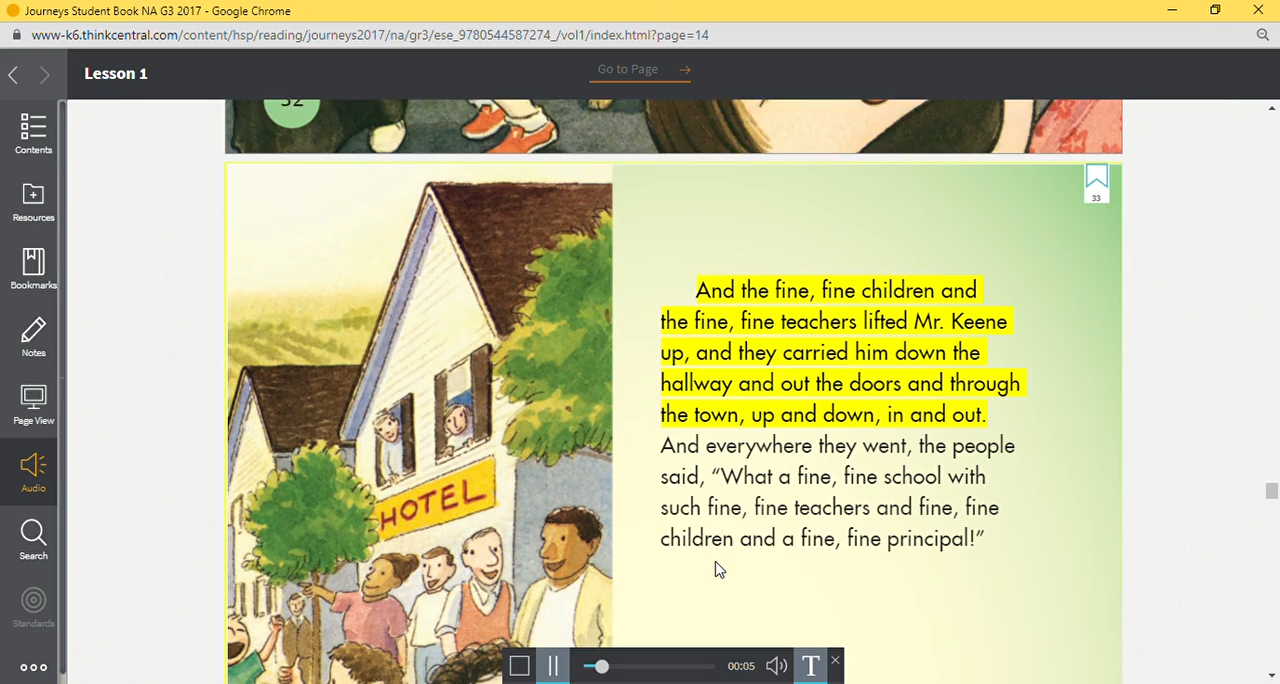 Journeys Student Book NA G3 2017 - Google Chrome
www-k6.thinkcentral.com/content/hsp/reading/journeys2017/na/gr3/ese_9780544587274_/vol1/index.html?page=14
Lesson 1
Go to Page
Contents
Resources
Bookmarks
Notes
Page View
Audio
Search
Standards
32
33
HOTEL
And the fine, fine children and
the fine, fine teachers lifted Mr. Keene
up, and they carried him down the
hallway and out the doors and through
the town, up and down, in and out.
And everywhere they went, the people
said, “What a fine, fine school with
such fine, fine teachers and fine, fine
children and a fine, fine principal!”
00:05
T